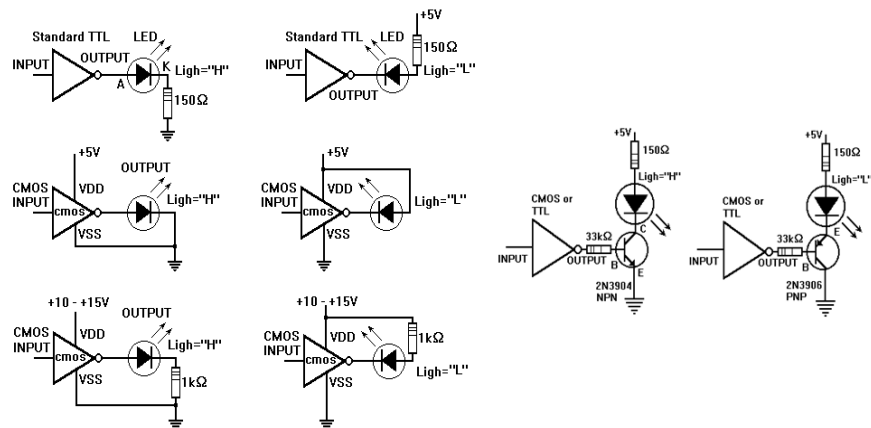 Standard TTL
LED
INPUT
OUTPUT
A
K
Ligh="H"
150Ω
+5V
Standard TTL
LED
150Ω
INPUT
OUTPUT
Ligh="L"
+5V
OUTPUT
CMOS
INPUT
VDD
cmos
VSS
Ligh="H"
+5V
CMOS
INPUT
VDD
cmos
VSS
Ligh="L"
+10 - +15V
OUTPUT
CMOS
INPUT
VDD
cmos
VSS
Ligh="H"
1kΩ
+10 - +15V
CMOS
INPUT
VDD
cmos
VSS
1kΩ
Ligh="L"
+5V
150Ω
Ligh="H"
CMOS or
TTL
INPUT
OUTPUT
33kΩ
B
C
E
2N3904
NPN
+5V
150Ω
Ligh="L"
CMOS or
TTL
INPUT
OUTPUT
33kΩ
B
E
2N3906
PNP